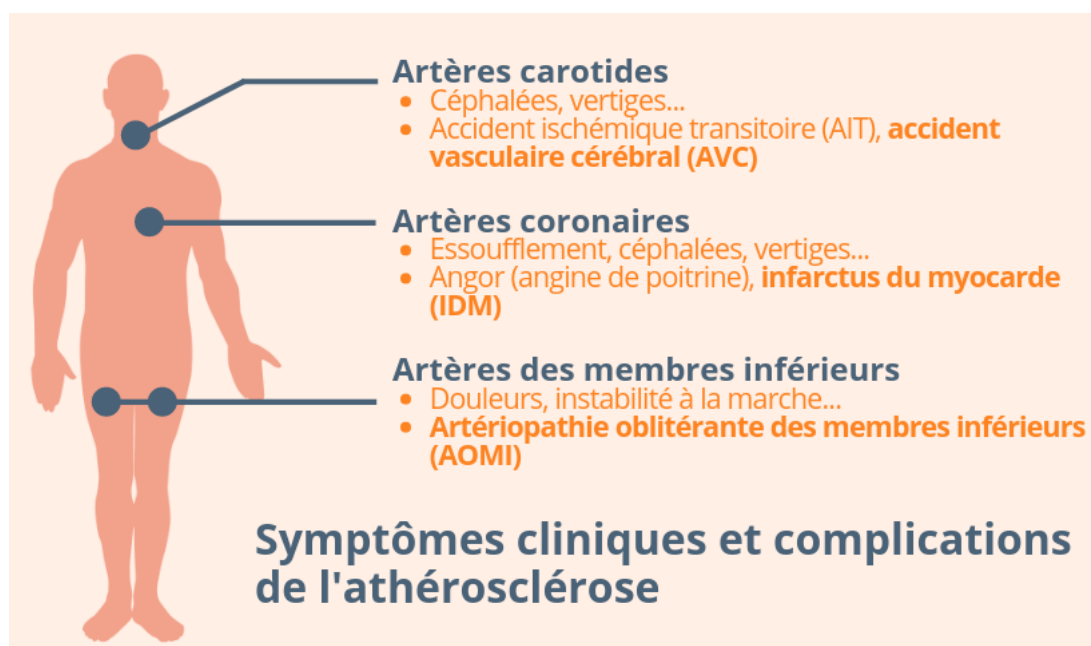 Artères carotides
• Céphalées, vertiges...
• Accident ischémique transitoire (AIT), accident
vasculaire cérébral (AVC)
Artères coronaires
• Essoufflement, céphalées, vertiges...
• Angor (angine de poitrine), infarctus du myocarde
(IDM)
Artères des membres inférieurs
• Douleurs, instabilité à la marche...
• Artériopathie oblitérante des membres inférieurs
(AOMI)
Symptômes cliniques et complications
de l'athérosclérose